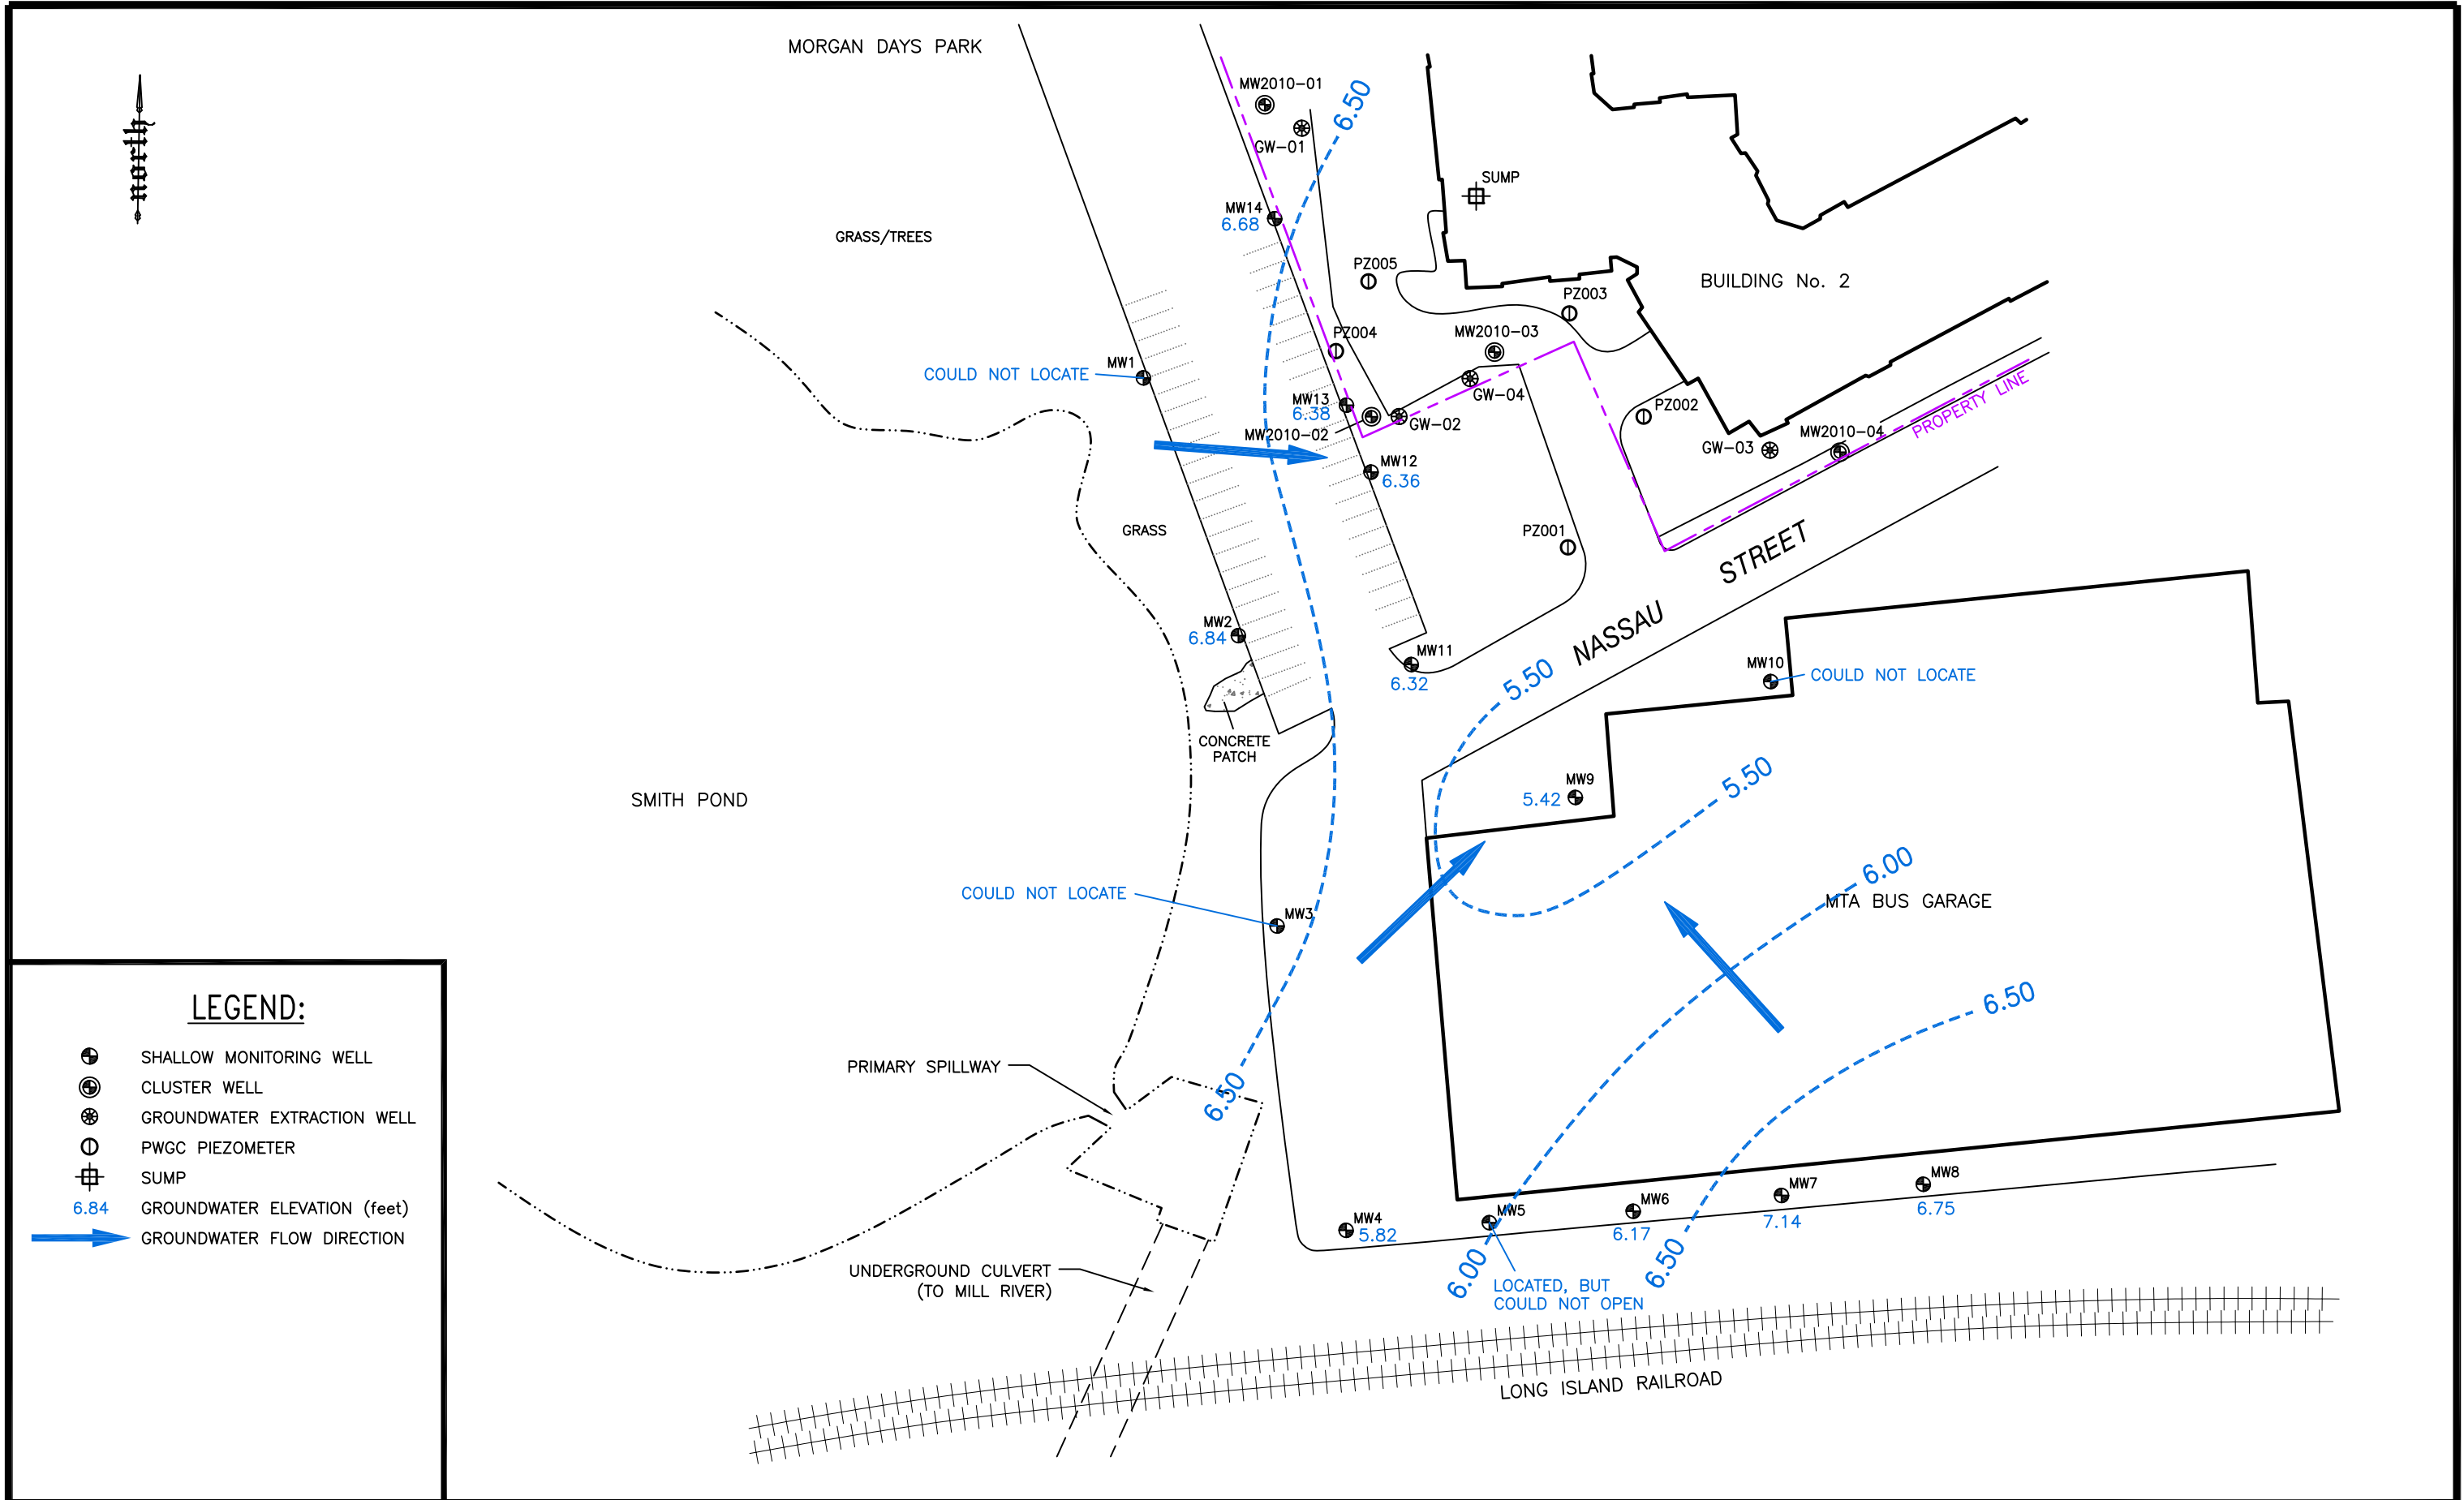 MORGAN DAYS PARK
north
MW2010-01
GW-01
6.50
SUMP
MW14
6.68
GRASS/TREES
PZ005
BUILDING No. 2
PZ003
PZ004
MW2010-03
MW1
COULD NOT LOCATE
GW-04
MW13
6.38
PZ002
PROPERTY LINE
GW-02
MW2010-02
MW2010-04
GW-03
MW12
6.36
GRASS
PZ001
NASSAU STREET
MW2
6.84
MW11
6.32
5.50
MW10
COULD NOT LOCATE
CONCRETE
PATCH
SMITH POND
MW9
5.42
5.50
6.00
MTA BUS GARAGE
COULD NOT LOCATE
MW3
6.50
PRIMARY SPILLWAY
6.50
MW8
6.75
MW7
7.14
MW6
6.17
MW5
MW4
5.82
6.00
6.50
LOCATED, BUT
COULD NOT OPEN
UNDERGROUND CULVERT
(TO MILL RIVER)
LONG ISLAND RAILROAD
LEGEND:
SHALLOW MONITORING WELL
CLUSTER WELL
GROUNDWATER EXTRACTION WELL
PWGC PIEZOMETER
SUMP
6.84 GROUNDWATER ELEVATION (feet)
GROUNDWATER FLOW DIRECTION